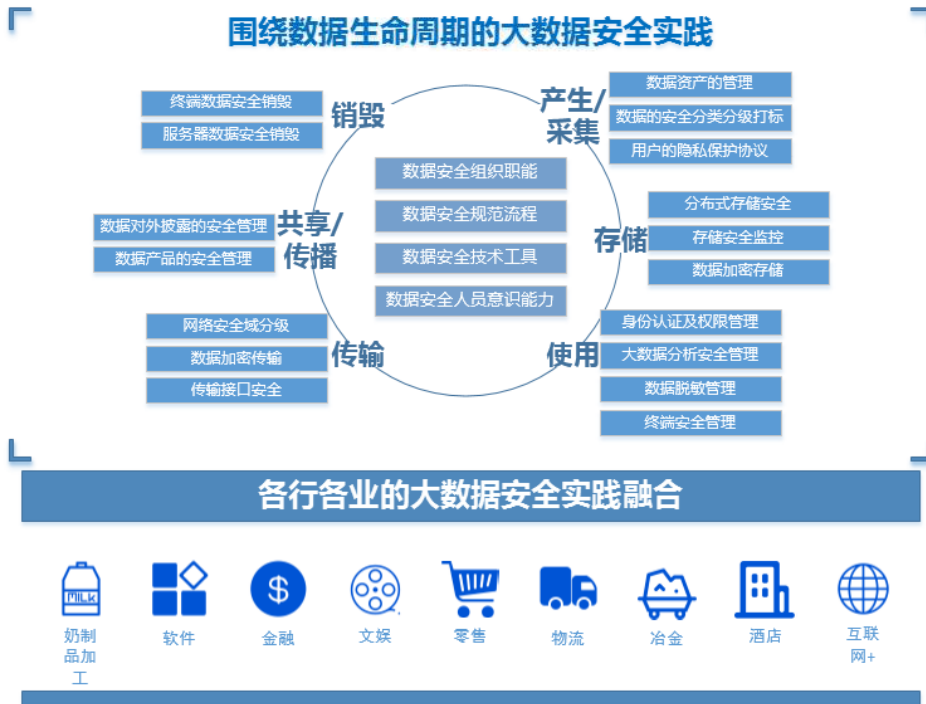 围绕数据生命周期的大数据安全实践
产生/
采集
数据资产的管理
数据的安全分类分级打标
用户的隐私保护协议
存储
分布式存储安全
存储安全监控
数据加密存储
使用
身份认证及权限管理
大数据分析安全管理
数据脱敏管理
终端安全管理
传输
网络安全域分级
数据加密传输
传输接口安全
共享/
传播
数据对外披露的安全管理
数据产品的安全管理
销毁
终端数据安全销毁
服务器数据安全销毁
数据安全组织职能
数据安全规范流程
数据安全技术工具
数据安全人员意识能力
各行各业的大数据安全实践融合
MILK
奶制
品加
工
软件
$
金融
文娱
零售
物流
冶金
酒店
互联
网+